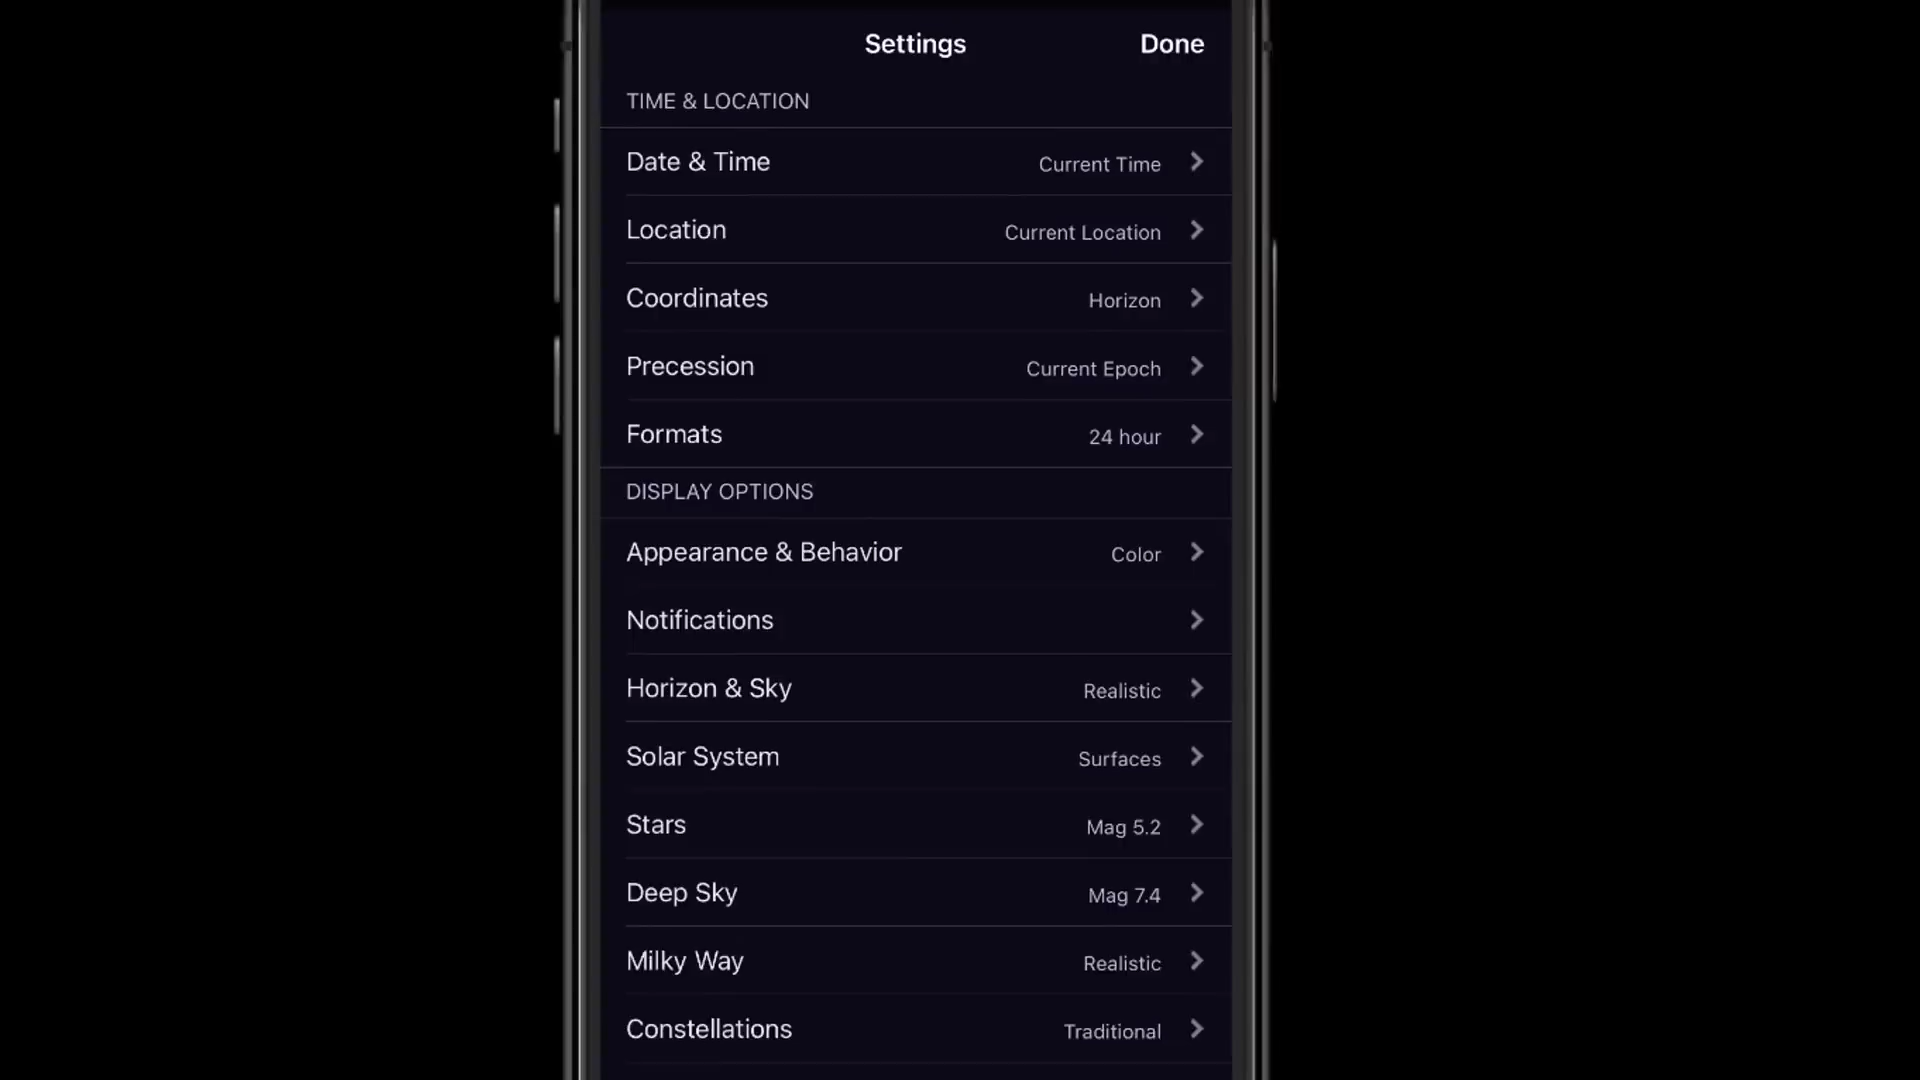 Settings Done
TIME & LOCATION
Date & Time Current Time
Location Current Location
Coordinates Horizon
Precession Current Epoch
Formats 24 hour
DISPLAY OPTIONS
Appearance & Behavior Color
Notifications
Horizon & Sky Realistic
Solar System Surfaces
Stars Mag 5.2
Deep Sky Mag 7.4
Milky Way Realistic
Constellations Traditional